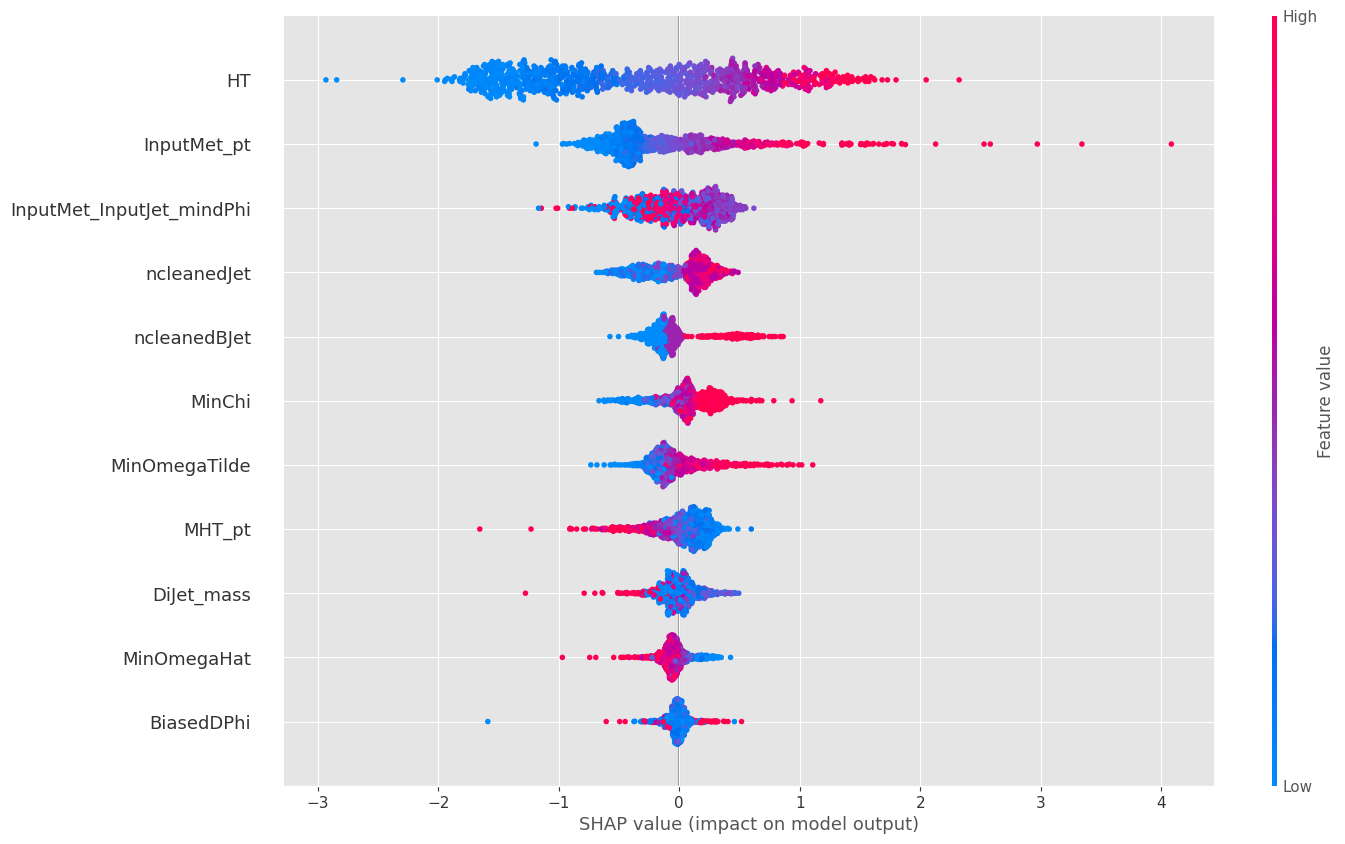 High
HT
InputMet_pt
InputMet_InputJet_mindPhi
ncleanedJet
ncleanedBJet
MinChi
MinOmegaTilde
MHT_pt
DiJet_mass
MinOmegaHat
BiasedDPhi
Feature value
Low
−3 −2 −1 0 1 2 3 4
SHAP value (impact on model output)